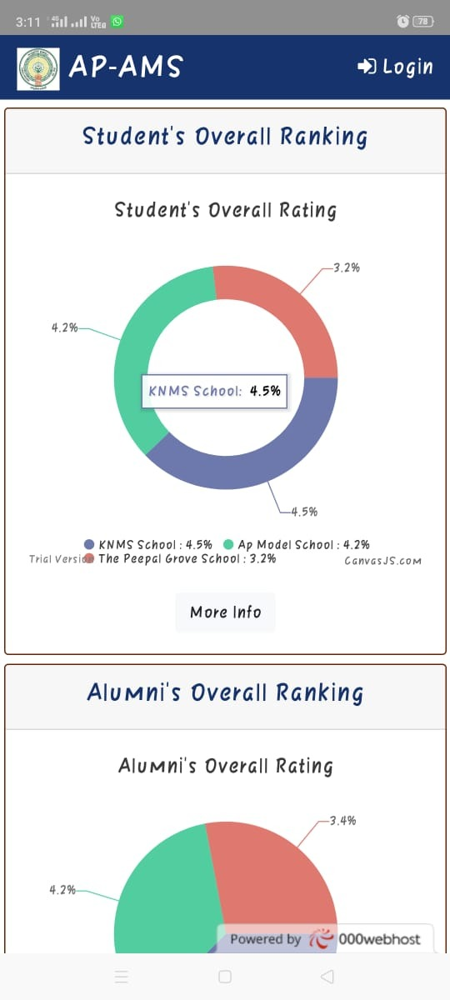 3:11 4G Vo LTE 78
AP-AMS Login
Student's Overall Ranking
Student's Overall Rating
3.2%
4.2%
KNMS School: 4.5%
4.5%
KNMS School : 4.5% Ap Model School : 4.2%
Trial Versio The Peepal Grove School : 3.2% CanvasJS.com
More Info
Alumni's Overall Ranking
Alumni's Overall Rating
3.4%
4.2%
Powered by 000webhost